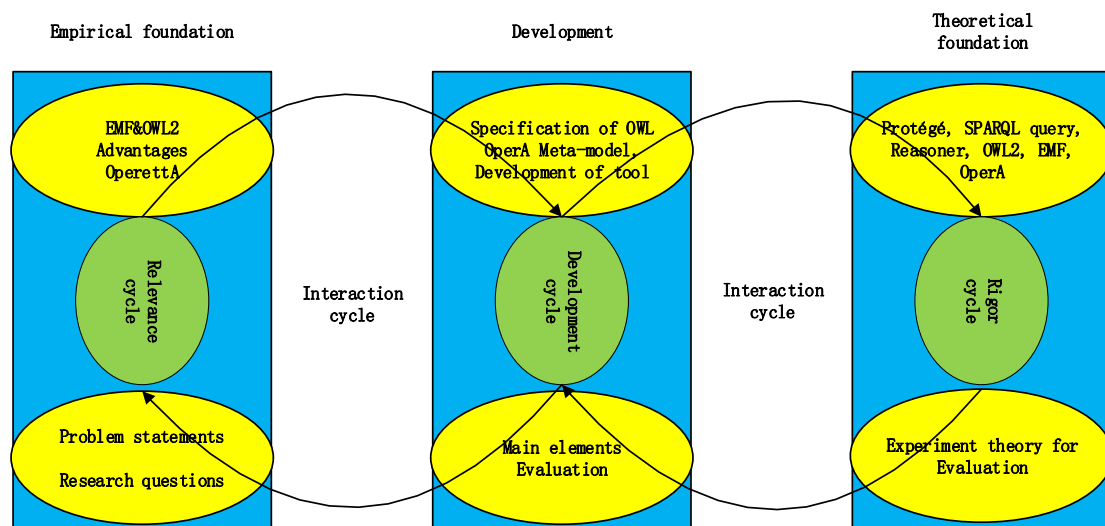 Empirical foundation
Development
Theoretical
foundation
EMF&OWL2
Advantages
OperettA
Specification of OWL
OperA Meta-model,
Development of tool
Protégé, SPARQL query,
Reasoner, OWL2, EMF,
OperA
Relevance
cycle
Interaction
cycle
Development
cycle
Interaction
cycle
Rigor
cycle
Problem statements
Research questions
Main elements
Evaluation
Experiment theory for
Evaluation